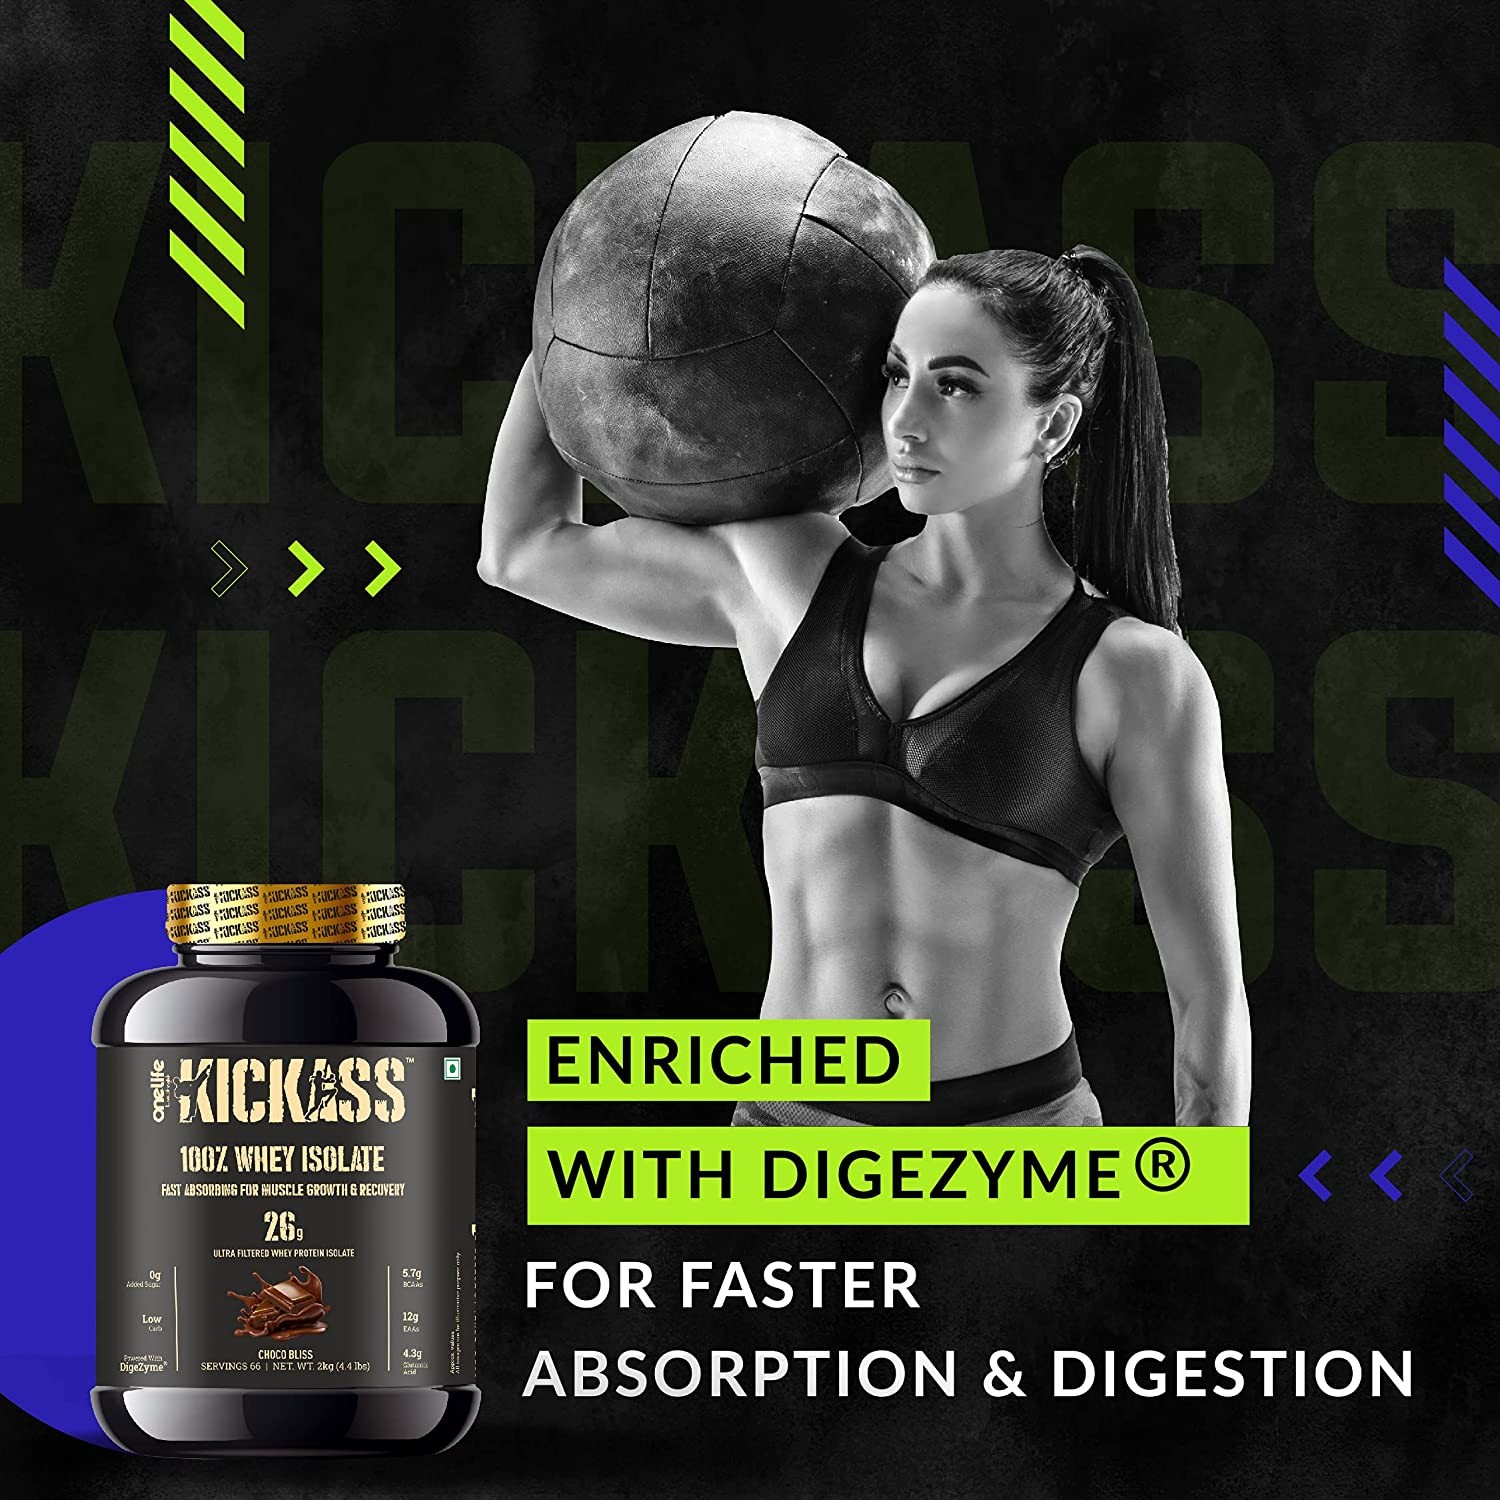 KICKASS
KICKASS
onelife
KICKASS™
100% WHEY ISOLATE
FAST ABSORBING FOR MUSCLE GROWTH & RECOVERY
26g
ULTRA FILTERED WHEY PROTEIN ISOLATE
0g
Added Sugar
Low
Carb
Powered With
DigeZyme®
5.7g
BCAAs
12g
EAAs
4.3g
Glutamic
Acid
CHOCO BLISS
SERVINGS 66 | NET. WT. 2kg (4.4 lbs)
ENRICHED
WITH DIGEZYME®
FOR FASTER
ABSORPTION & DIGESTION